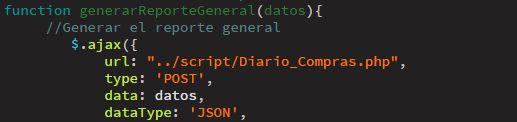 function generarReporteGeneral(datos){
//Generar el reporte general
$.ajax({
url: "../script/Diario_Compras.php",
type: 'POST',
data: datos,
dataType: 'JSON',